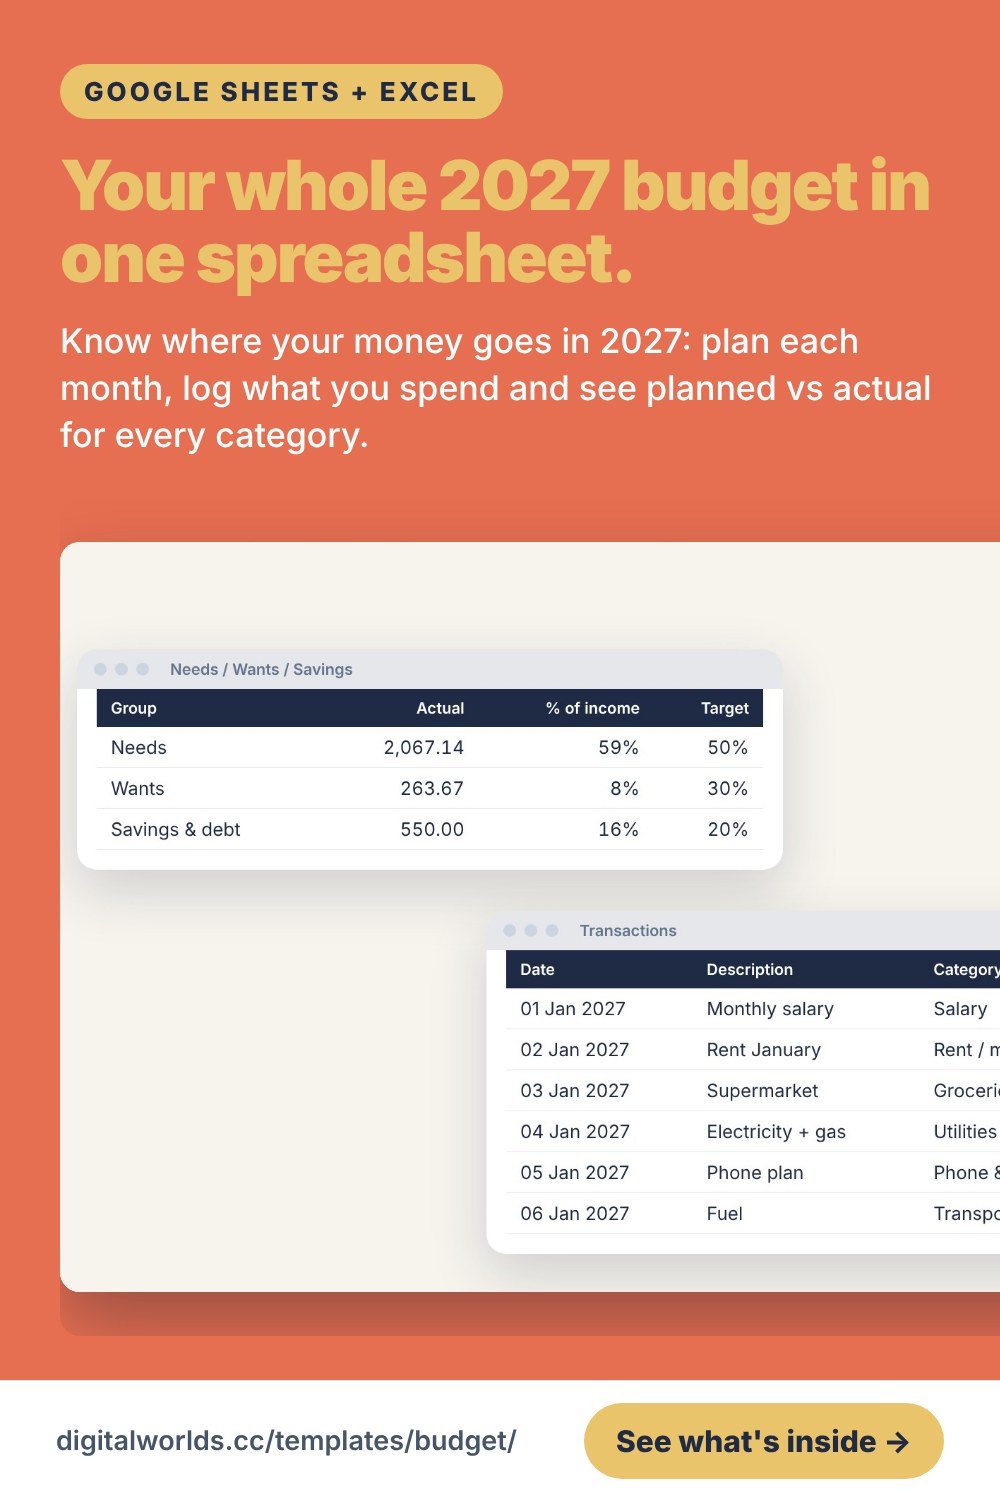 GOOGLE SHEETS + EXCEL
Your whole 2027 budget in
one spreadsheet.
Know where your money goes in 2027: plan each
month, log what you spend and see planned vs actual
for every category.
Needs / Wants / Savings
Group Actual % of income Target
Needs 2,067.14 59% 50%
Wants 263.67 8% 30%
Savings & debt 550.00 16% 20%
Transactions
Date Description Category
01 Jan 2027 Monthly salary Salary
02 Jan 2027 Rent January Rent /
03 Jan 2027 Supermarket
04 Jan 2027 Electricity + gas Utilities
05 Jan 2027 Phone plan Phone &
06 Jan 2027 Fuel
digitalworlds.cc/templates/budget/
See what's inside →